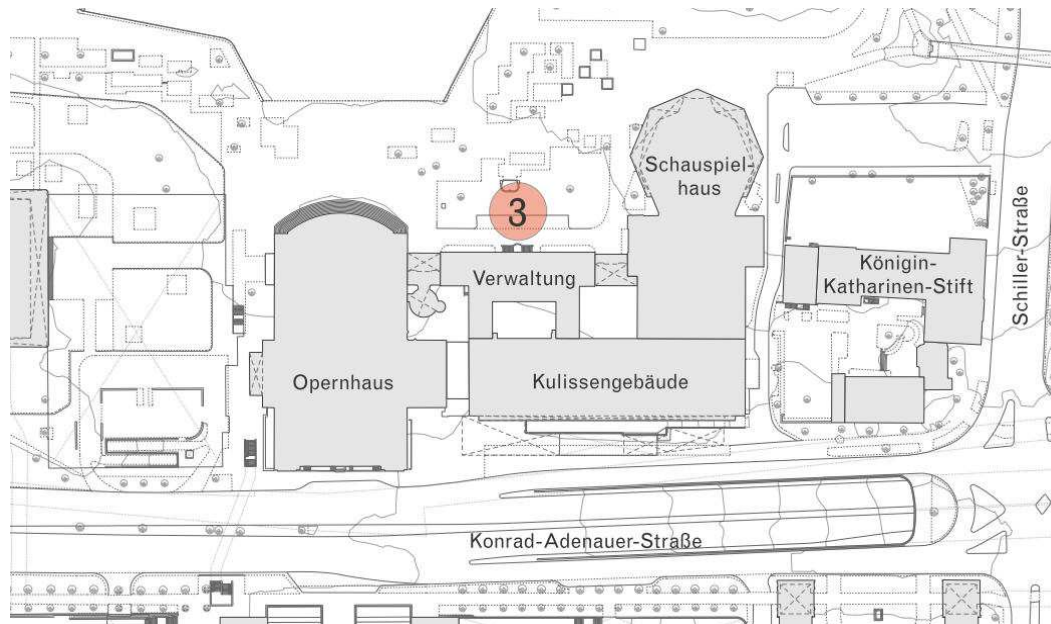 Schauspiel-
haus
3
Verwaltung
Königin-
Katharinen-Stift
Schiller-Straße
Opernhaus
Kulissengebäude
Konrad-Adenauer-Straße